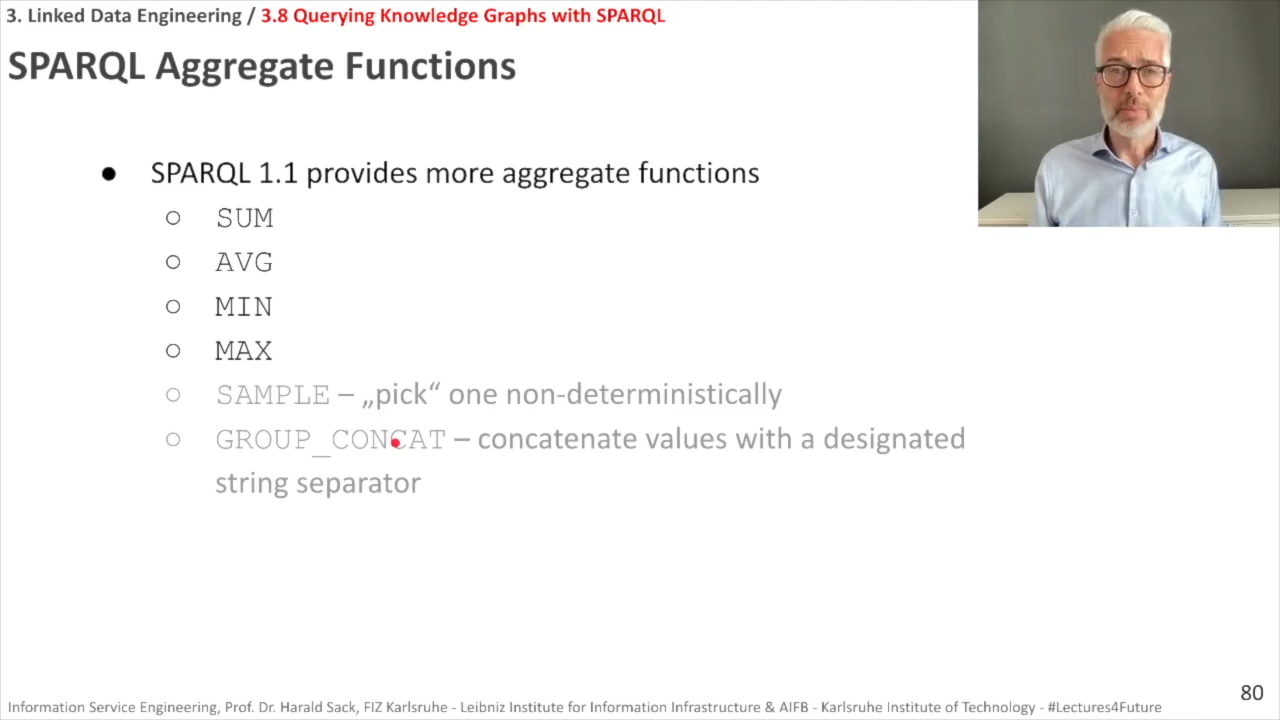 3. Linked Data Engineering / 3.8 Querying Knowledge Graphs with SPARQL
SPARQL Aggregate Functions
● SPARQL 1.1 provides more aggregate functions
○ SUM
○ AVG
○ MIN
○ MAX
○ SAMPLE – „pick“ one non-deterministically
○ GROUP_CONCAT – concatenate values with a designated
string separator
80
Information Service Engineering, Prof. Dr. Harald Sack, FIZ Karlsruhe - Leibniz Institute for Information Infrastructure & AIFB - Karlsruhe Institute of Technology - #Lectures4Future